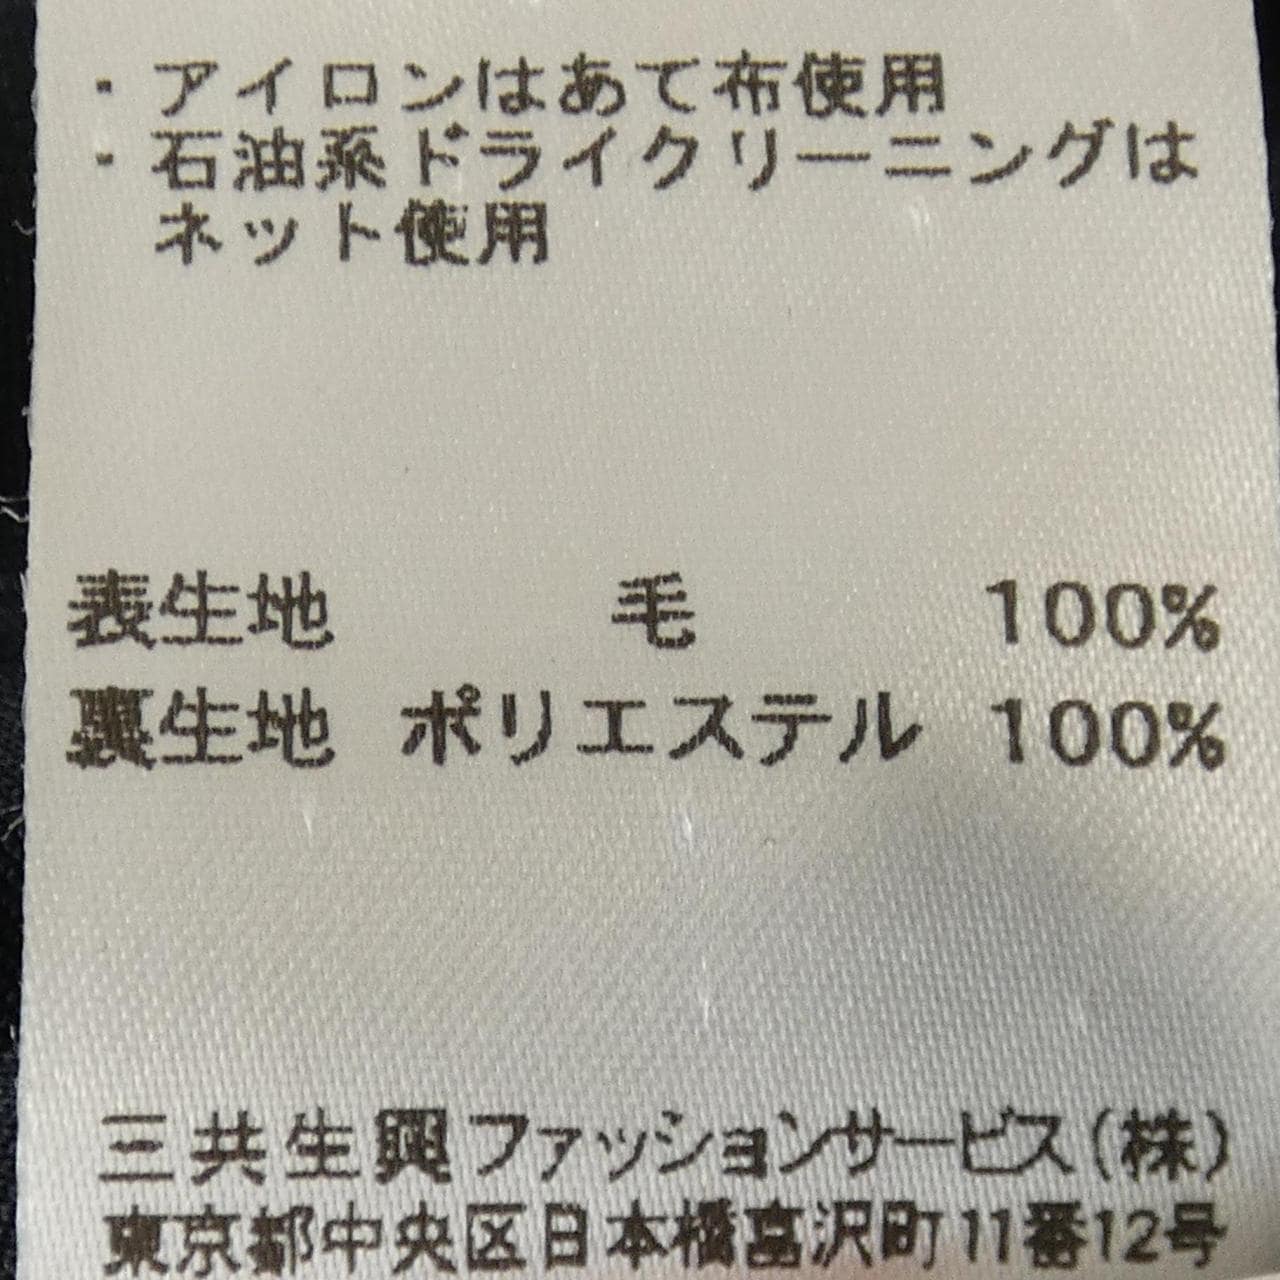 ・アイロンはあて布使用
・石油系ドライクリーニングは
ネット使用
表生地 毛 100%
裏生地 ポリエステル 100%
三共生興ファッションサービス(株)
東京都中央区日本橋富沢町11番12号